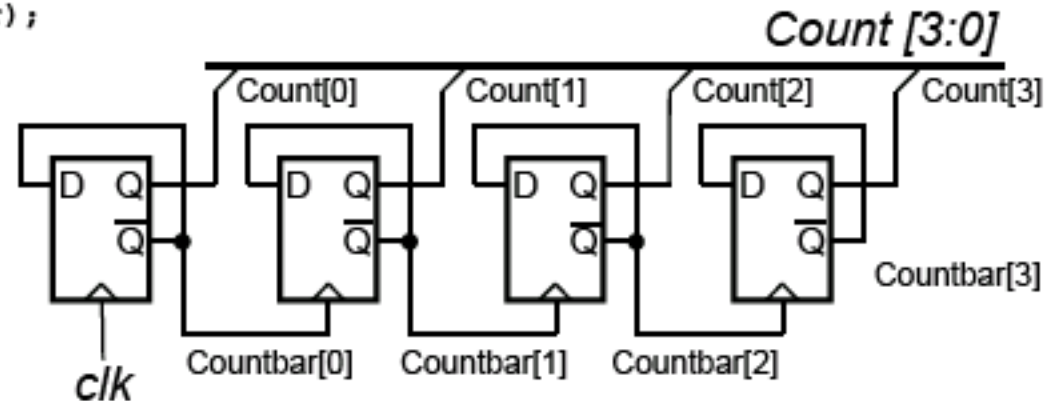 );
Count [3:0]
Count[0] Count[1] Count[2] Count[3]
D Q D Q D Q D Q
Q Q Q Q
Countbar[3]
Countbar[0] Countbar[1] Countbar[2]
clk